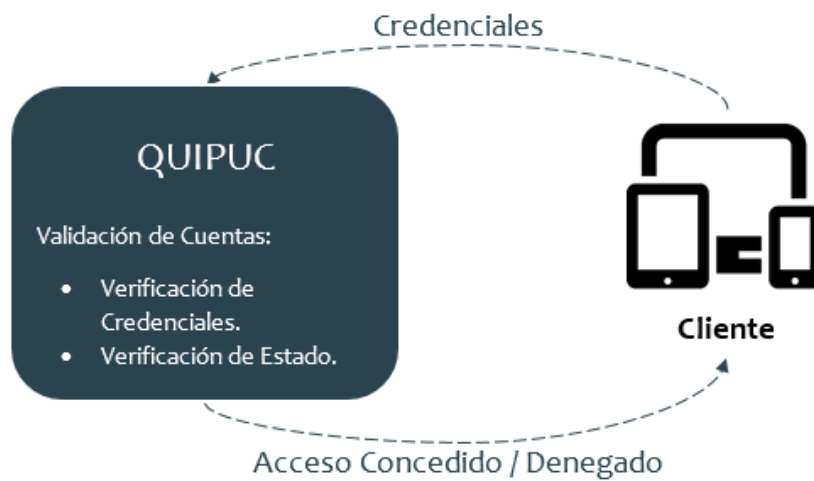 Credenciales
QUIPUC
Validación de Cuentas:
• Verificación de
Credenciales.
• Verificación de Estado.
Cliente
Acceso Concedido / Denegado